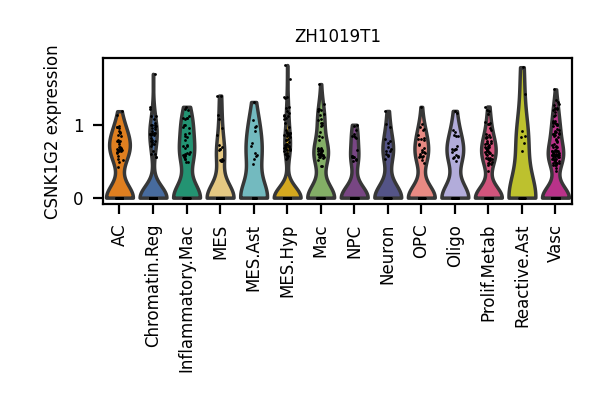 ZH1019T1
CSNK1G2 expression
1
0
AC
Chromatin.Reg
Inflammatory.Mac
MES
MES.Ast
MES.Hyp
Mac
NPC
Neuron
OPC
Oligo
Prolif.Metab
Reactive.Ast
Vasc